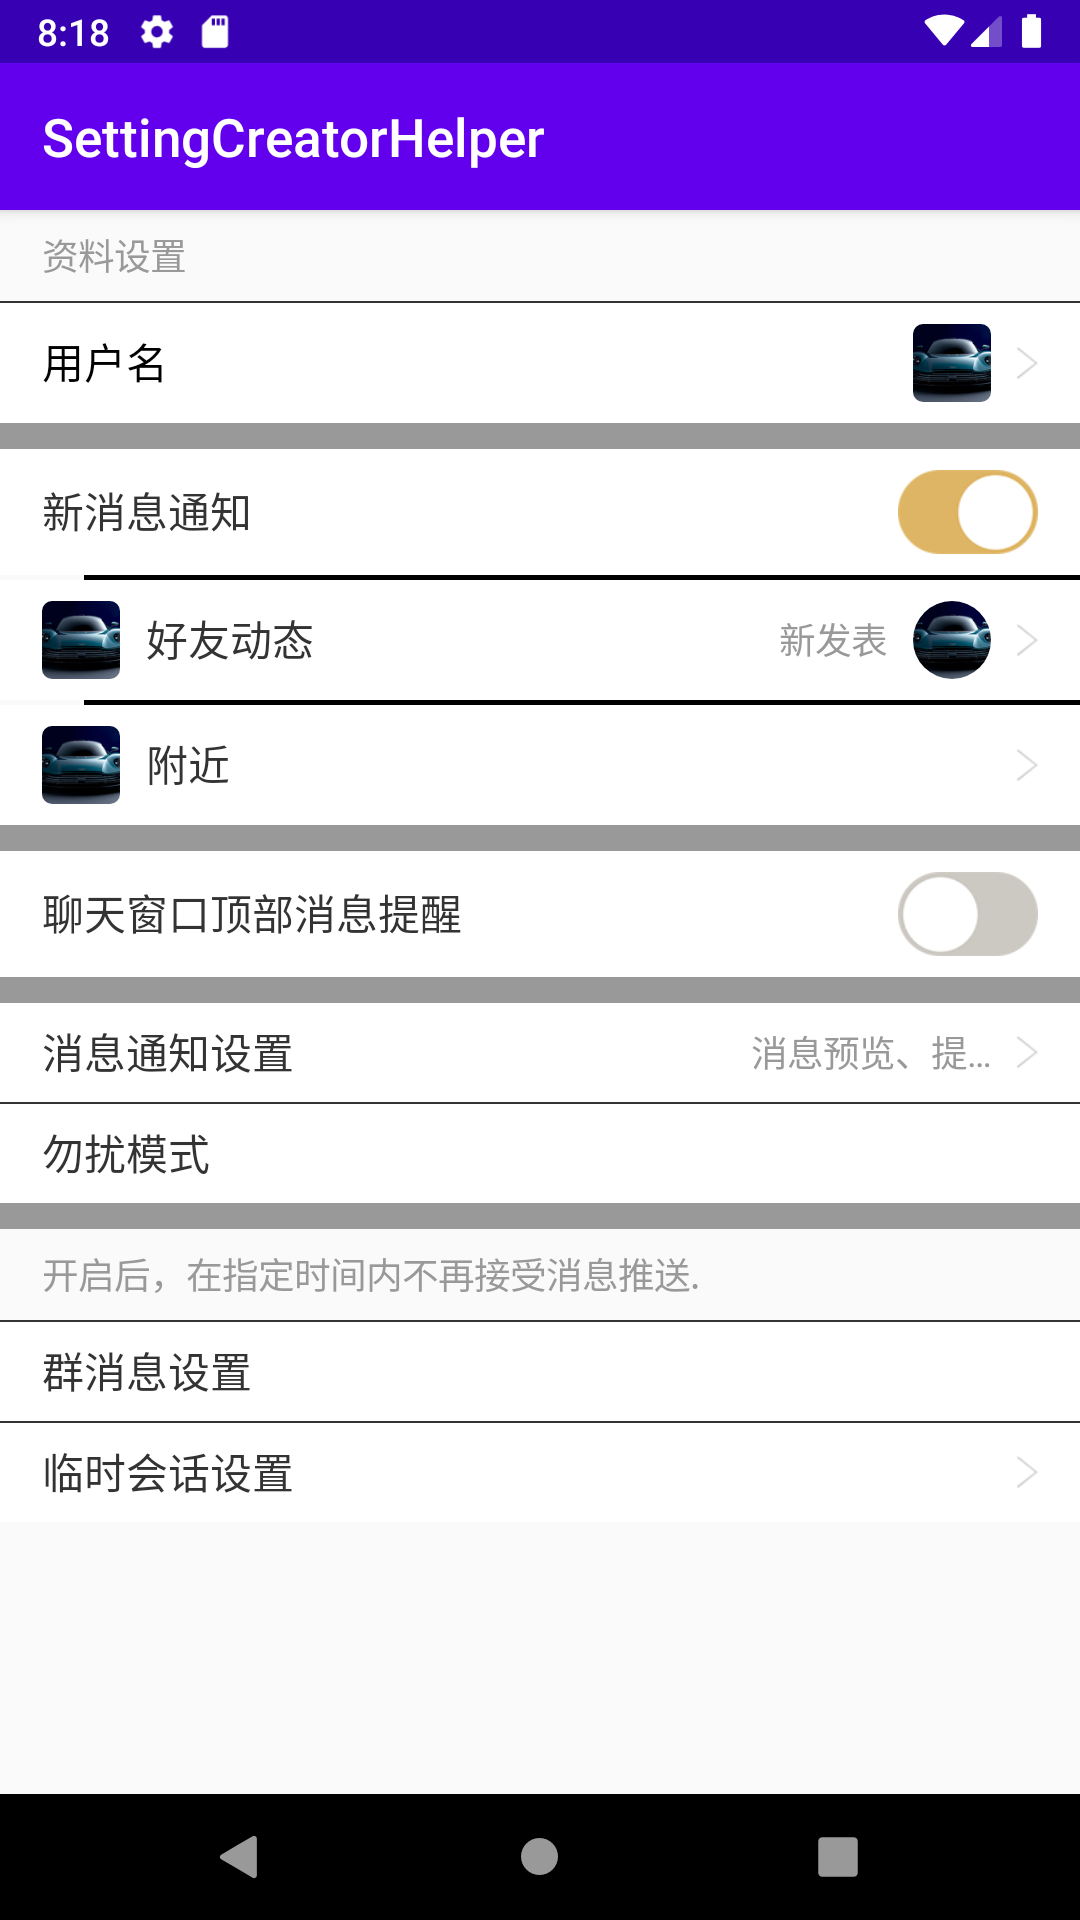 8:18
SettingCreatorHelper
资料设置
用户名
新消息通知
好友动态 新发表
附近
聊天窗口顶部消息提醒
消息通知设置 消息预览、提...
勿扰模式
开启后，在指定时间内不再接受消息推送.
群消息设置
临时会话设置